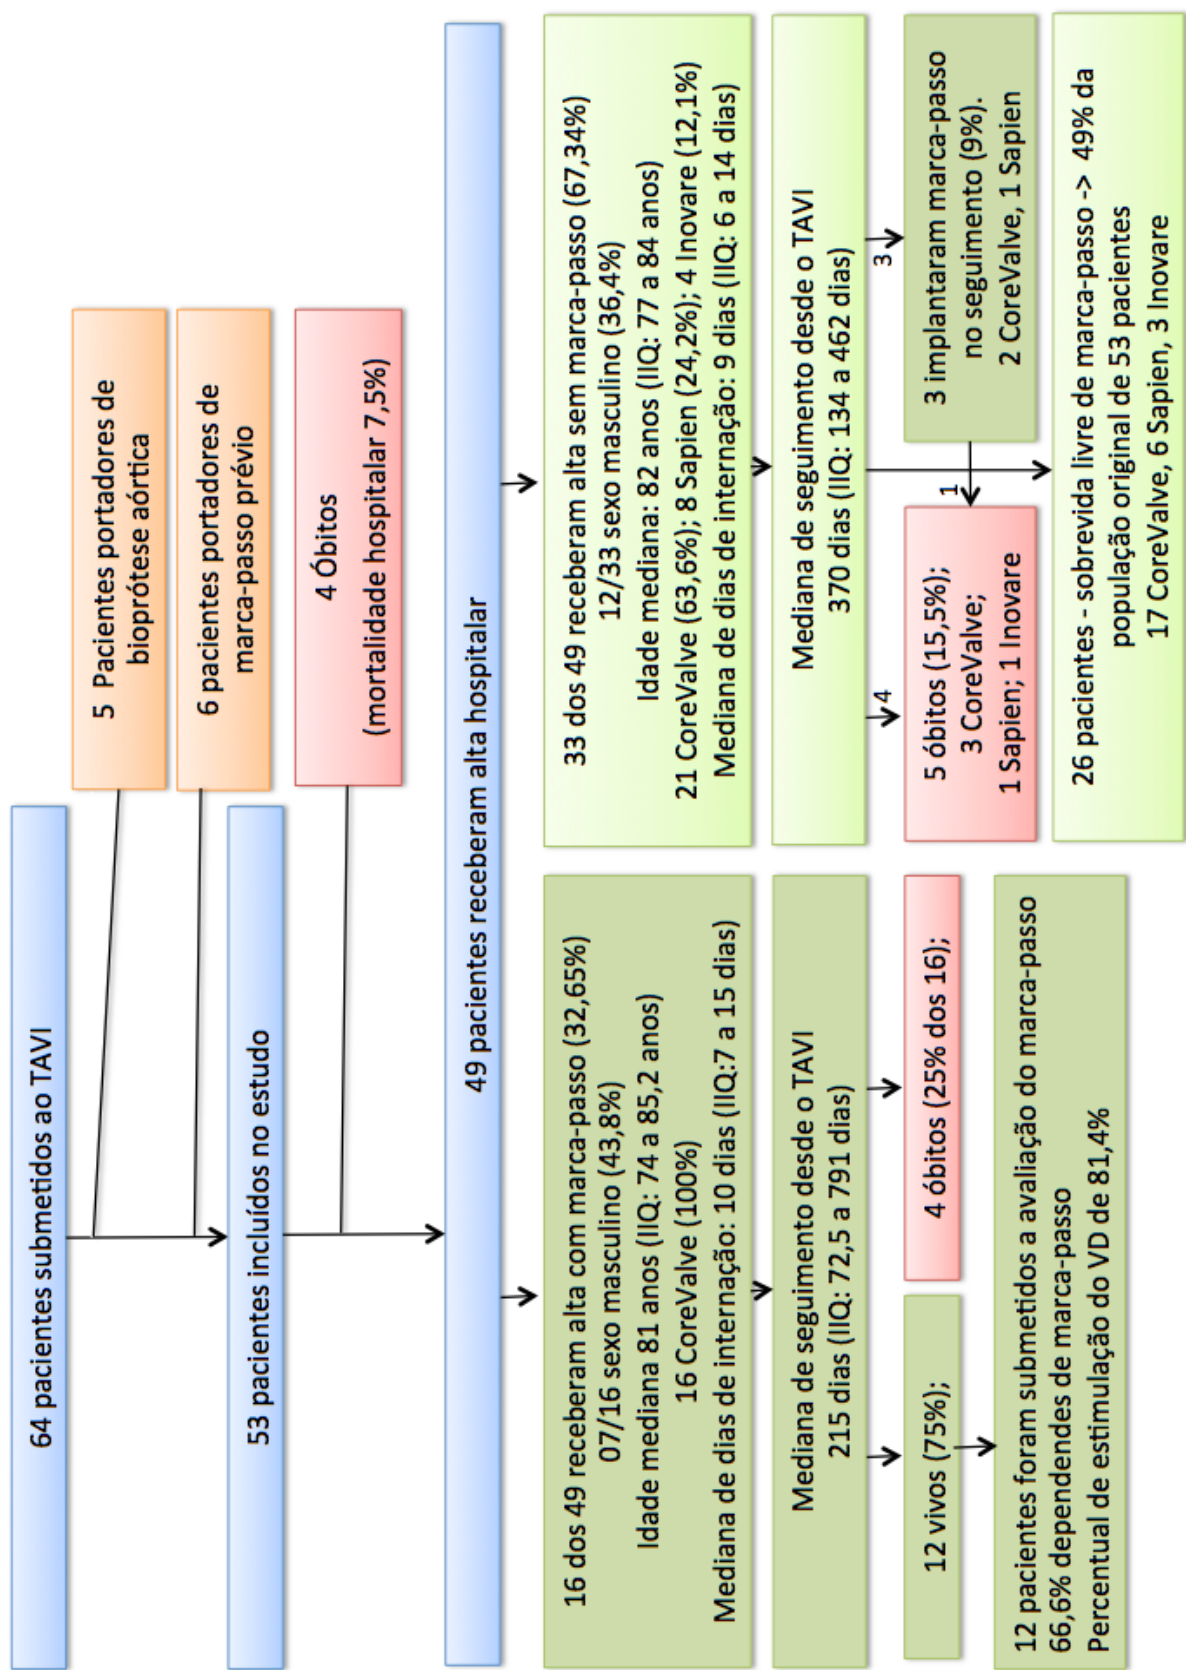 64 pacientes submetidos ao TAVI
5 Pacientes portadores de
bioprótese aórtica
6 pacientes portadores de
marca-passo prévio
53 pacientes incluídos no estudo
4 Óbitos
(mortalidade hospitalar 7,5%)
49 pacientes receberam alta hospitalar
16 dos 49 receberam alta com marca-passo (32,65%)
07/16 sexo masculino (43,8%)
Idade mediana 81 anos (IIQ: 74 a 85,2 anos)
16 CoreValve (100%)
Mediana de dias de internação: 10 dias (IIQ:7 a 15 dias)
Mediana de seguimento desde o TAVI
215 dias (IIQ: 72,5 a 791 dias)
12 vivos (75%);
4 óbitos (25% dos 16);
12 pacientes foram submetidos a avaliação do marca-passo
66,6% dependes de marca-passo
Percentual de estimulação do VD de 81,4%
33 dos 49 receberam alta sem marca-passo (67,34%)
12/33 sexo masculino (36,4%)
Idade mediana: 82 anos (IIQ: 77 a 84 anos)
21 CoreValve (63,6%); 8 Sapien (24,2%); 4 Inovare (12,1%)
Mediana de dias de internação: 9 dias (IIQ: 6 a 14 dias)
Mediana de seguimento desde o TAVI
370 dias (IIQ: 134 a 462 dias)
4
3
5 óbitos (15,5%);
3 CoreValve;
1 Sapien; 1 Inovare
1
3 implantaram marca-passo
no seguimento (9%).
2 CoreValve, 1 Sapien
26 pacientes - sobrevida livre de marca-passo -> 49% da
população original de 53 pacientes
17 CoreValve, 6 Sapien, 3 Inovare